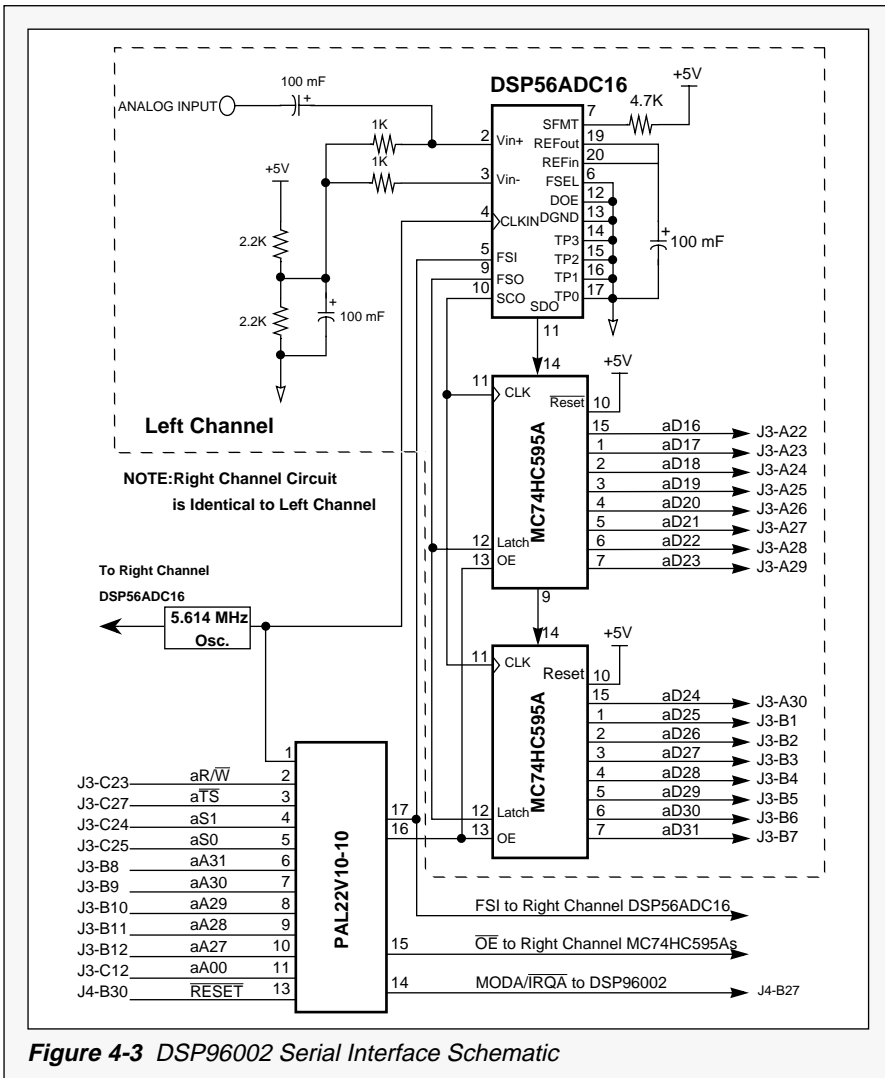 DSP56ADC16
100 mF
+
ANALOG INPUT
+5V
4.7K
7
SFMT
1K
2
Vin+
REFout
19
REFin
20
1K
3
Vin-
FSEL
6
+5V
DOE
12
4
CLKIN
DGND
13
2.2K
TP3
14
+
100 mF
5
FSI
TP2
15
9
FSO
TP1
16
10
SCO
TP0
17
SDO
2.2K
+
100 mF
11
14
+5V
11
CLK
Reset
10
Left Channel
MC74HC595A
15 aD16 J3-A22
1 aD17 J3-A23
2 aD18 J3-A24
3 aD19 J3-A25
4 aD20 J3-A26
5 aD21 J3-A27
6 aD22 J3-A28
7 aD23 J3-A29
NOTE:Right Channel Circuit
is Identical to Left Channel
12 Latch
13 OE
To Right Channel
DSP56ADC16
5.614 MHz
Osc.
9
14
+5V
11
CLK
Reset
10
MC74HC595A
15 aD24 J3-A30
1 aD25 J3-B1
2 aD26 J3-B2
3 aD27 J3-B3
4 aD28 J3-B4
5 aD29 J3-B5
6 aD30 J3-B6
7 aD31 J3-B7
12 Latch
13 OE
1
J3-C23 aR/W 2
J3-C27 aTS 3
J3-C24 aS1 4
J3-C25 aS0 5
J3-B8 aA31 6
J3-B9 aA30 7
J3-B10 aA29 8
J3-B11 aA28 9
J3-B12 aA27 10
J3-C12 aA00 11
J4-B30 RESET 13
PAL22V10-10
17
16
FSI to Right Channel DSP56ADC16
15 OE to Right Channel MC74HC595As
14 MODA/IRQA to DSP96002 J4-B27
Figure 4-3 DSP96002 Serial Interface Schematic